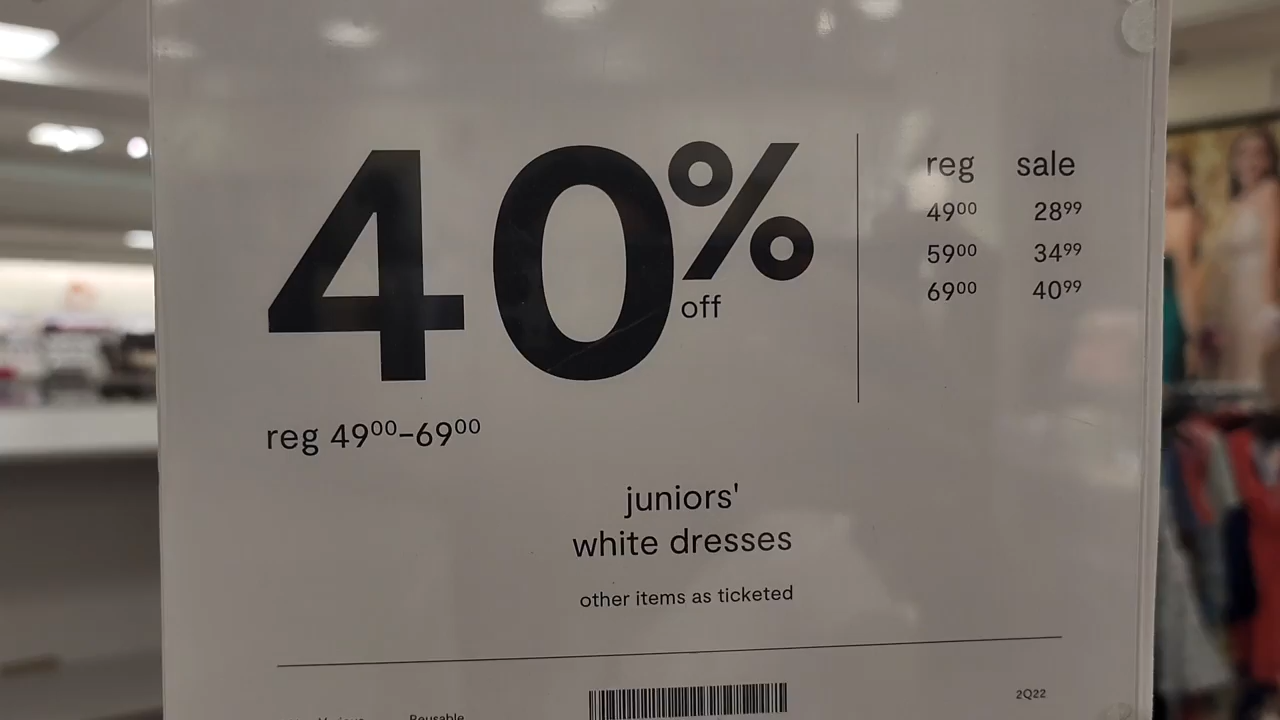 40%
off
reg 49⁰⁰–69⁰⁰
reg sale
49⁰⁰ 28⁹⁹
59⁰⁰ 34⁹⁹
69⁰⁰ 40⁹⁹
juniors'
white dresses
other items as ticketed
2Q22
Reusable